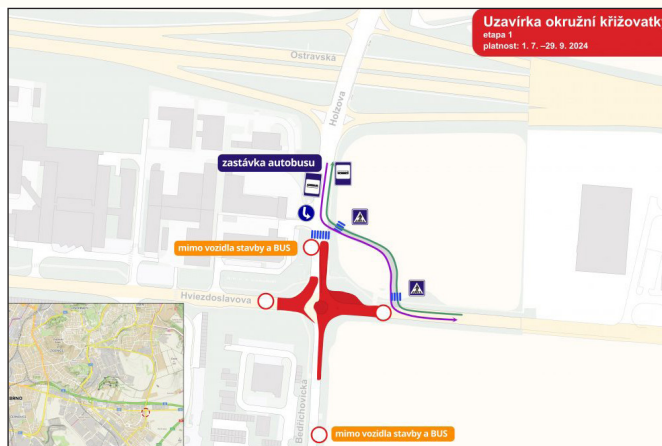 Uzavírka okružní křižovatk
etapa 1
platnost: 1. 7. –29. 9. 2024
Ostravská
Holzova
zastávka autobusu
mimo vozidla stavby a BUS
Hviezdoslavova
Bedřichovická
BRNO
mimo vozidla stavby a BUS